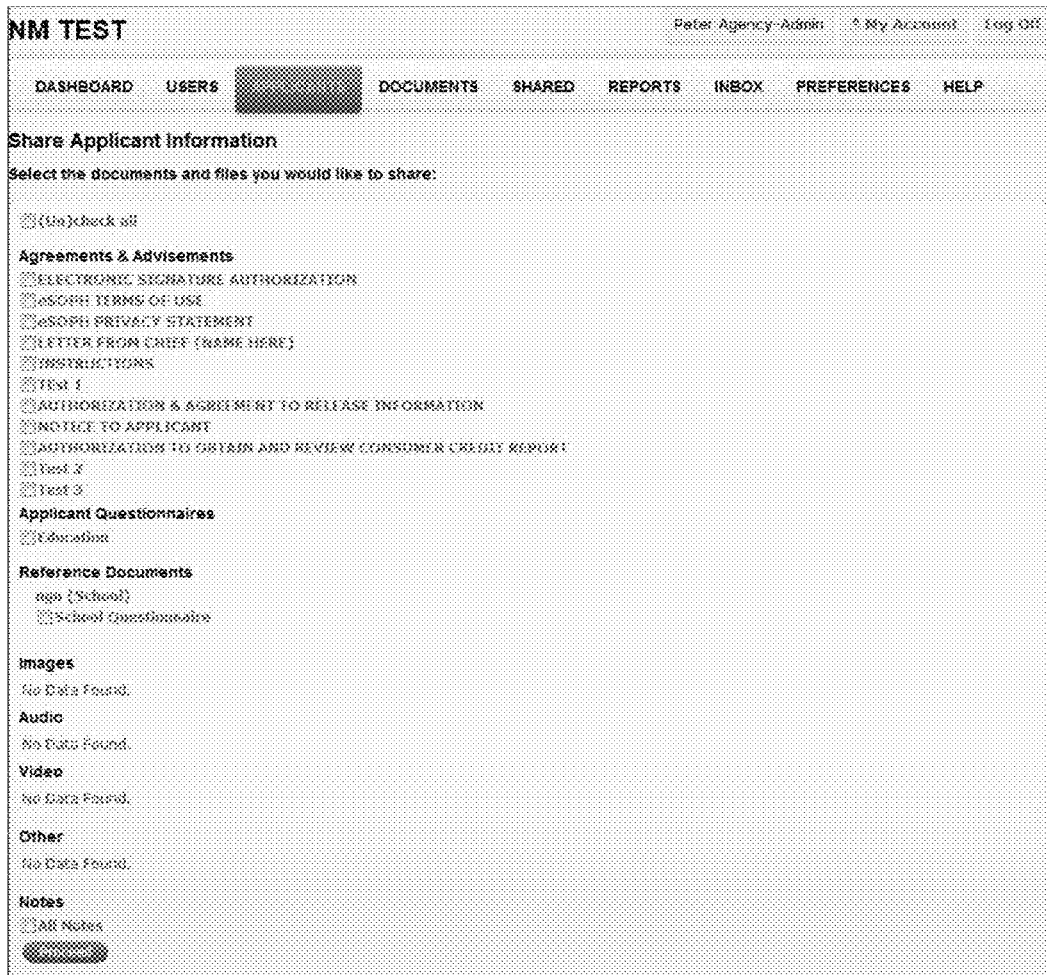 NM TEST
Peter Agency-Admin ^ My Account Log Off
DASHBOARD USERS DOCUMENTS SHARED REPORTS INBOX PREFERENCES HELP
Share Applicant Information
Select the documents and files you would like to share:
(Un)check all
Agreements & Advisements
ELECTRONIC SIGNATURE AUTHORIZATION
eSOPH TERMS OF USE
eSOPH PRIVACY STATEMENT
LETTER FROM CHIEF (NAME HERE)
INSTRUCTIONS
TEst 1
AUTHORIZATION & AGREEMENT TO RELEASE INFORMATION
NOTICE TO APPLICANT
AUTHORIZATION TO OBTAIN AND REVIEW CONSUMER CREDIT REPORT
Test 2
Test 3
Applicant Questionnaires
Education
Reference Documents
(School)
School Questionnaire
Images
No Data Found.
Audio
No Data Found.
Video
No Data Found.
Other
No Data Found.
Notes
All Notes